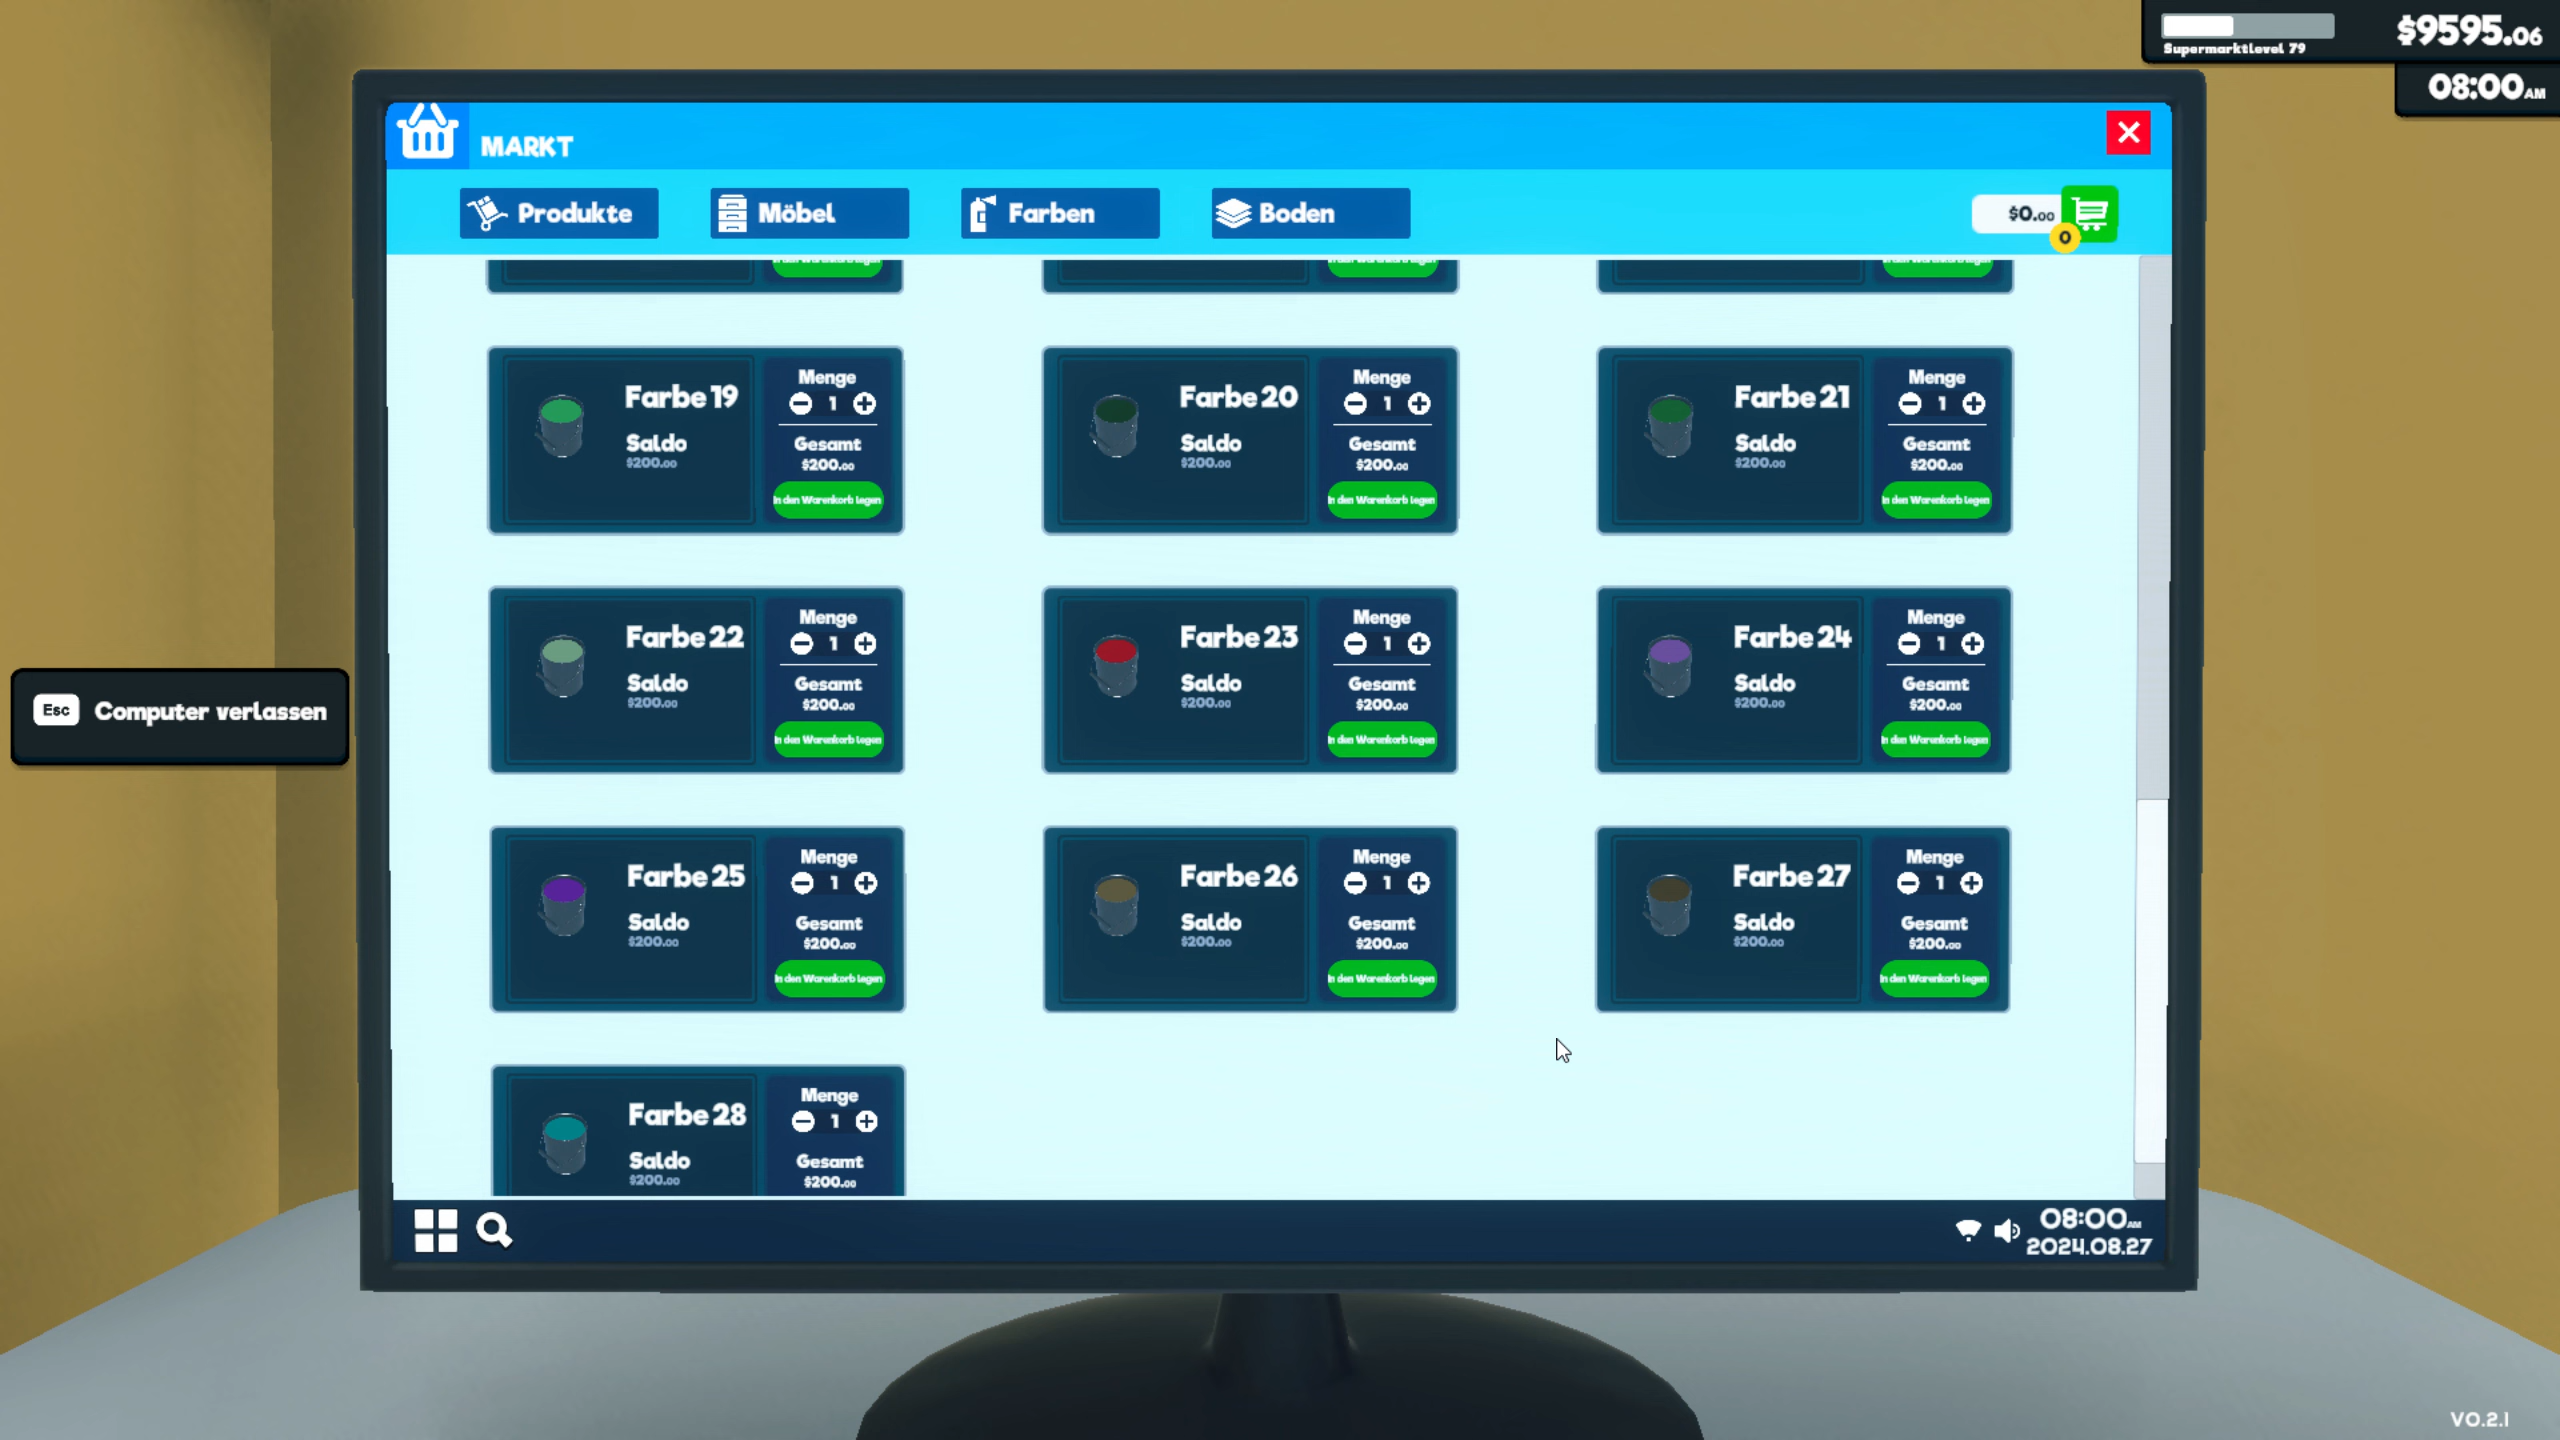 $9595.06
Supermarktlevel 79
08:00AM
MARKT
Produkte
Möbel
Farben
Boden
$0.00
0
Farbe 19
Saldo
$200.00
Menge
1
Gesamt
$200.00
In den Warenkorb legen
Farbe 20
Saldo
$200.00
Menge
1
Gesamt
$200.00
In den Warenkorb legen
Farbe 21
Saldo
$200.00
Menge
1
Gesamt
$200.00
In den Warenkorb legen
Farbe 22
Saldo
$200.00
Menge
1
Gesamt
$200.00
In den Warenkorb legen
Farbe 23
Saldo
$200.00
Menge
1
Gesamt
$200.00
In den Warenkorb legen
Farbe 24
Saldo
$200.00
Menge
1
Gesamt
$200.00
In den Warenkorb legen
Esc Computer verlassen
Farbe 25
Saldo
$200.00
Menge
1
Gesamt
$200.00
In den Warenkorb legen
Farbe 26
Saldo
$200.00
Menge
1
Gesamt
$200.00
In den Warenkorb legen
Farbe 27
Saldo
$200.00
Menge
1
Gesamt
$200.00
In den Warenkorb legen
Farbe 28
Saldo
$200.00
Menge
1
Gesamt
$200.00
08:00AM
2024.08.27
V0.2.1